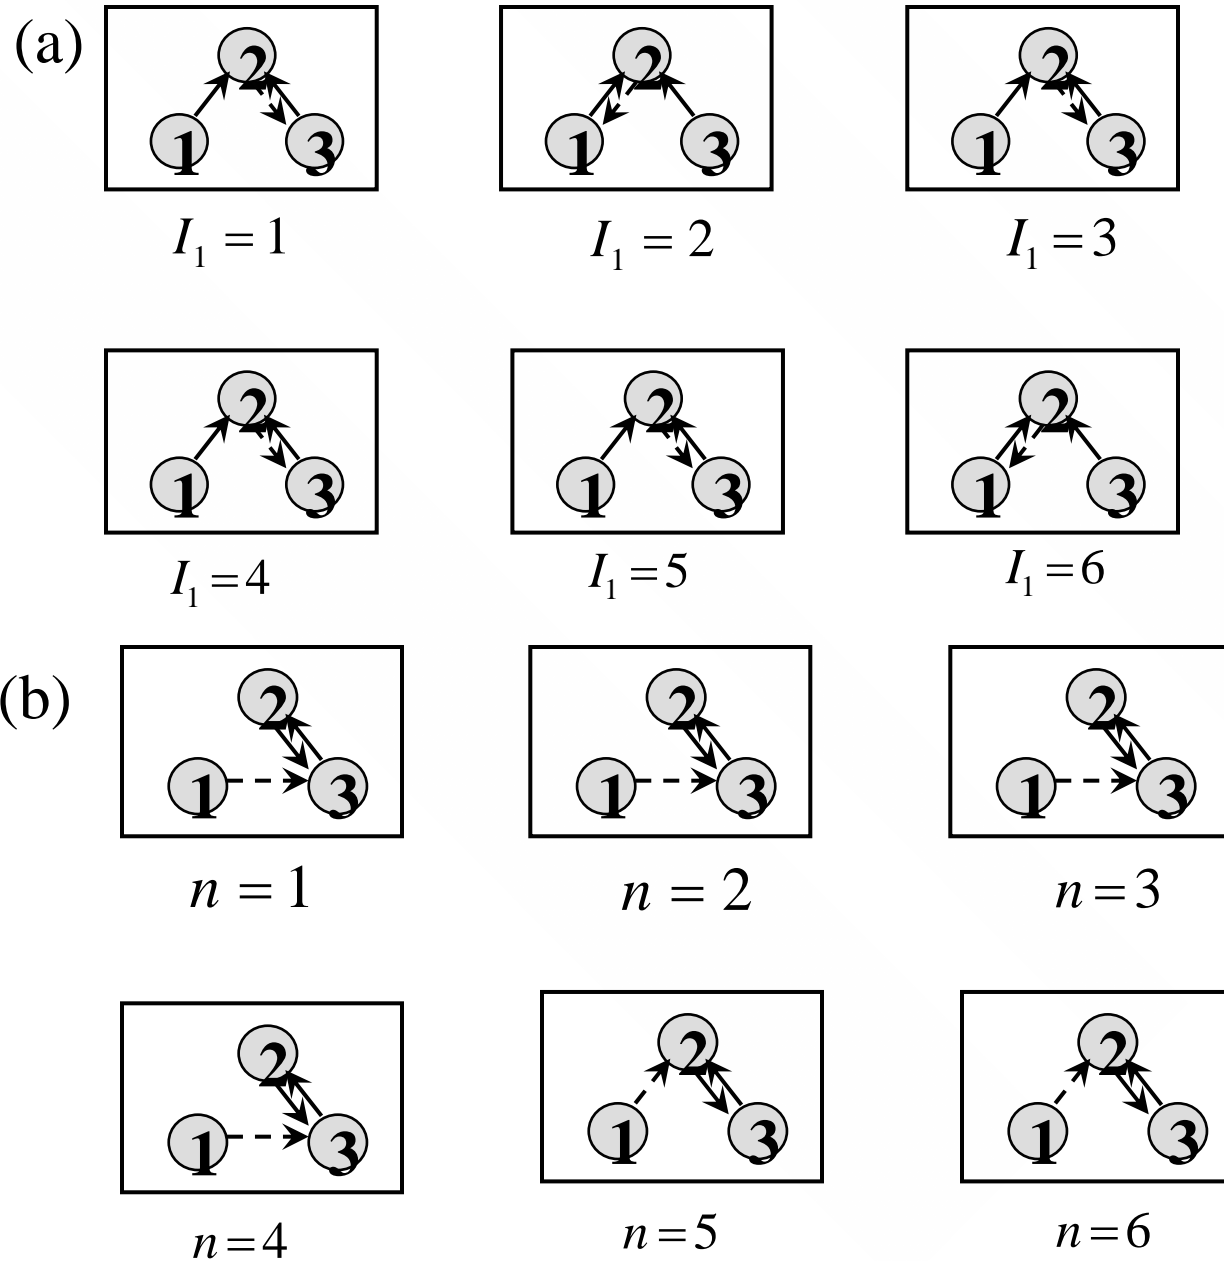 (a)
2 2 2
1 3 1 3 1 3
I₁ = 1 I₁ = 2 I₁ = 3
2 2 2
1 3 1 3 1 3
I₁ = 4 I₁ = 5 I₁ = 6
(b)
2 2 2
1 3 1 3 1 3
n = 1 n = 2 n = 3
2 2 2
1 3 1 3 1 3
n = 4 n = 5 n = 6